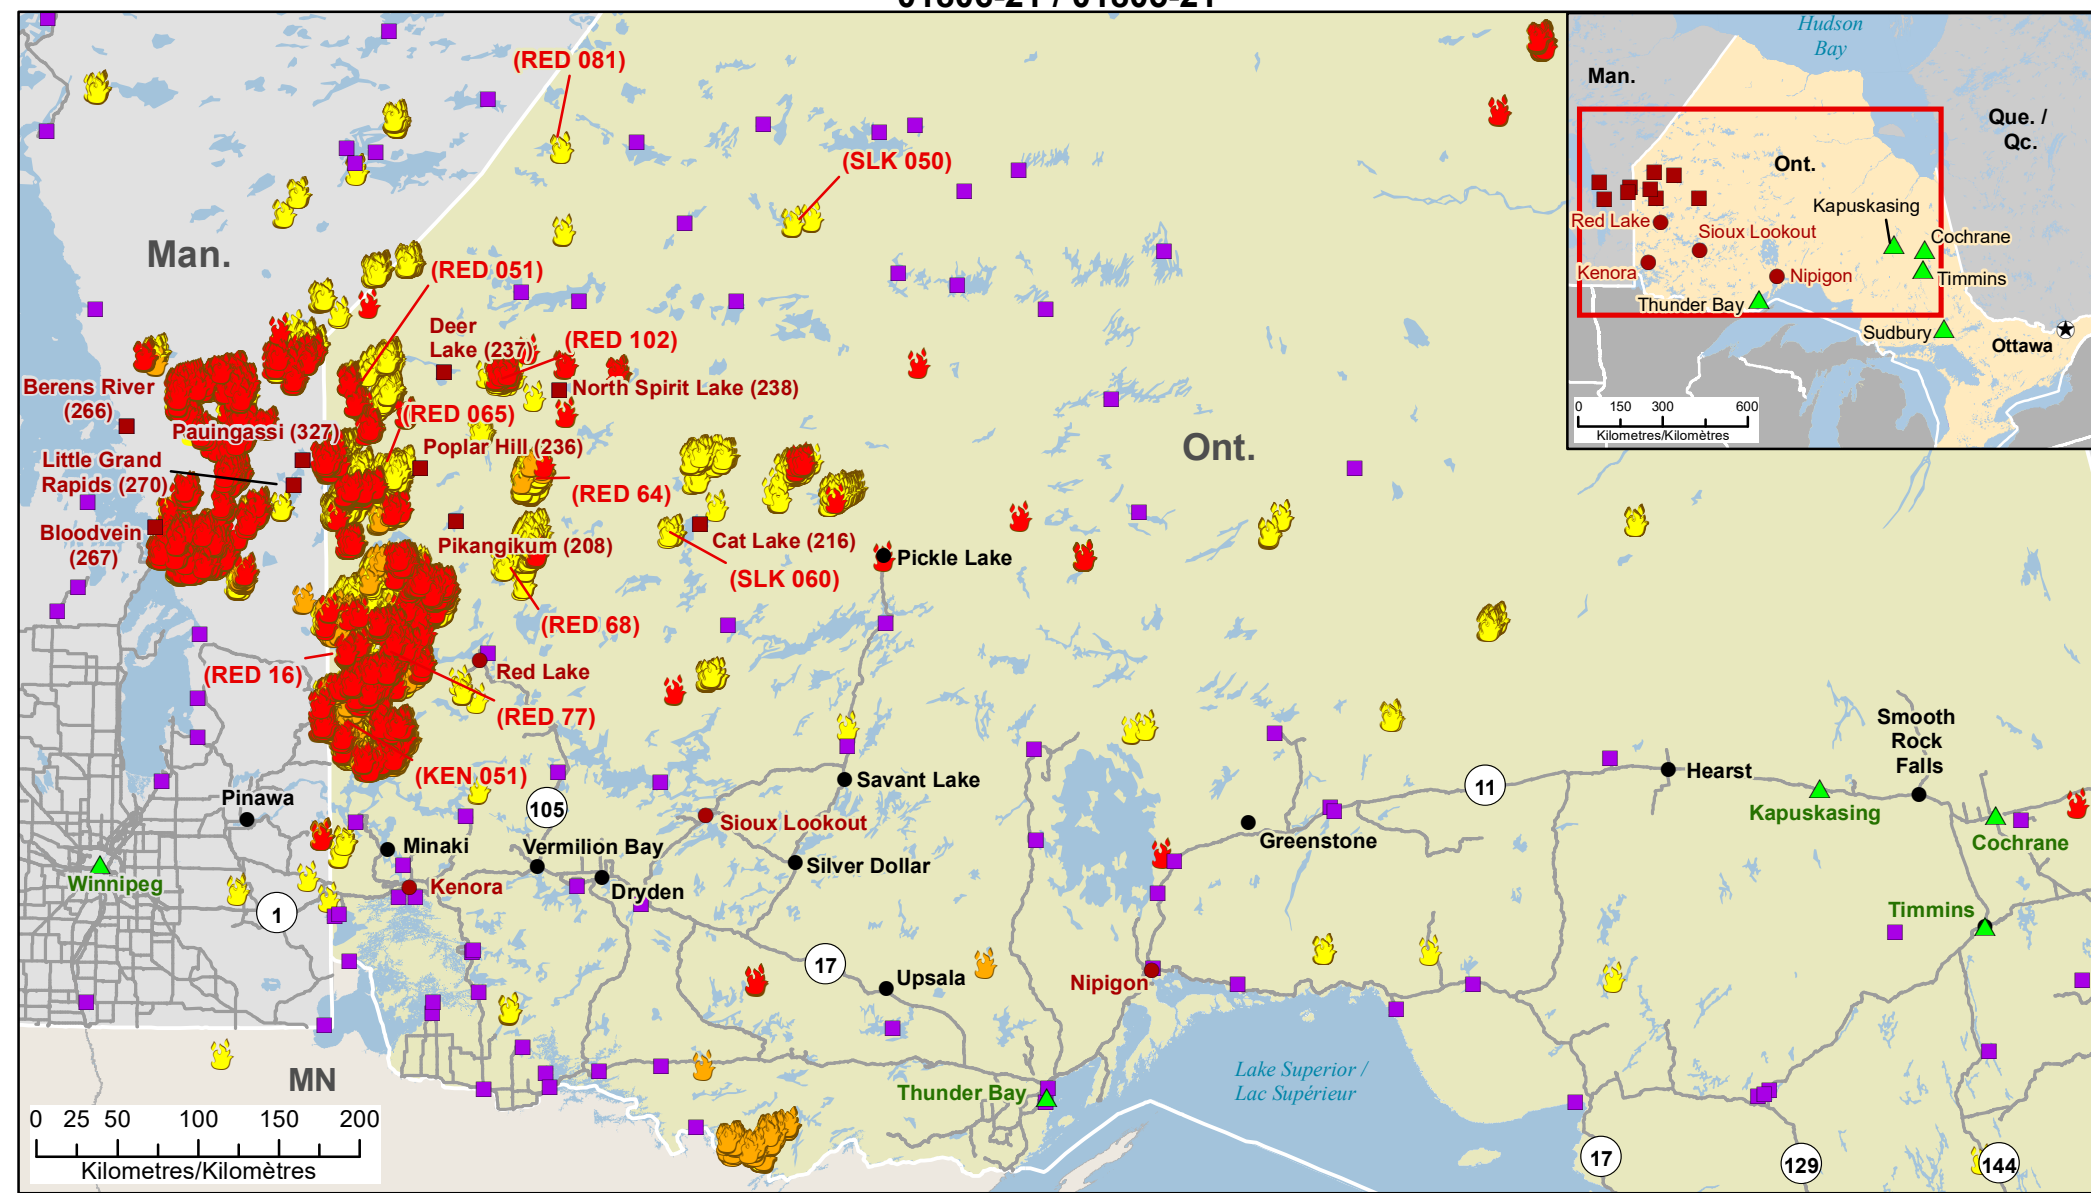 (RED 081)
Hudson
Bay
Man.
Que. /
Qc.
(SLK 050)
Ont.
Kapuskasing
Red Lake
Sioux Lookout
Cochrane
Man.
(RED 051)
Kenora
Nipigon
Timmins
Thunder Bay
Sudbury
Ottawa
Deer
Lake (237)
(RED 102)
Berens River
(266)
North Spirit Lake (238)
0 150 300 600
Kilometres/Kilomètres
(RED 065)
Pauingassi (327)
Poplar Hill (236)
Ont.
Little Grand
Rapids (270)
(RED 64)
Bloodvein
(267)
Pikangikum (208)
Cat Lake (216)
Pickle Lake
(SLK 060)
(RED 68)
(RED 16)
Red Lake
(RED 77)
Smooth
Rock
Falls
(KEN 051)
Savant Lake
11
Hearst
Pinawa
105
Kapuskasing
Sioux Lookout
Greenstone
Cochrane
Minaki
Vermilion Bay
Silver Dollar
Winnipeg
Kenora
Dryden
1
Timmins
17
Upsala
Nipigon
MN
Lake Superior /
Lac Supérieur
Thunder Bay
0 25 50 100 150 200
Kilometres/Kilomètres
17
129
144